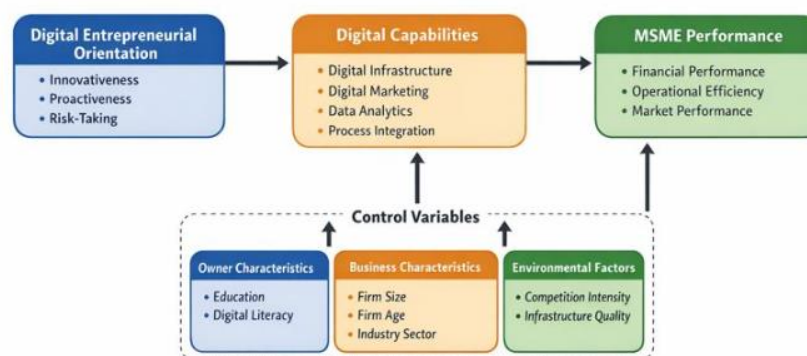 Digital Entrepreneurial
Orientation
• Innovativeness
• Proactiveness
• Risk-Taking
Digital Capabilities
• Digital Infrastructure
• Digital Marketing
• Data Analytics
• Process Integration
MSME Performance
• Financial Performance
• Operational Efficiency
• Market Performance
Control Variables
Owner Characteristics
• Education
• Digital Literacy
Business Characteristics
• Firm Size
• Firm Age
• Industry Sector
Environmental Factors
• Competition Intensity
• Infrastructure Quality